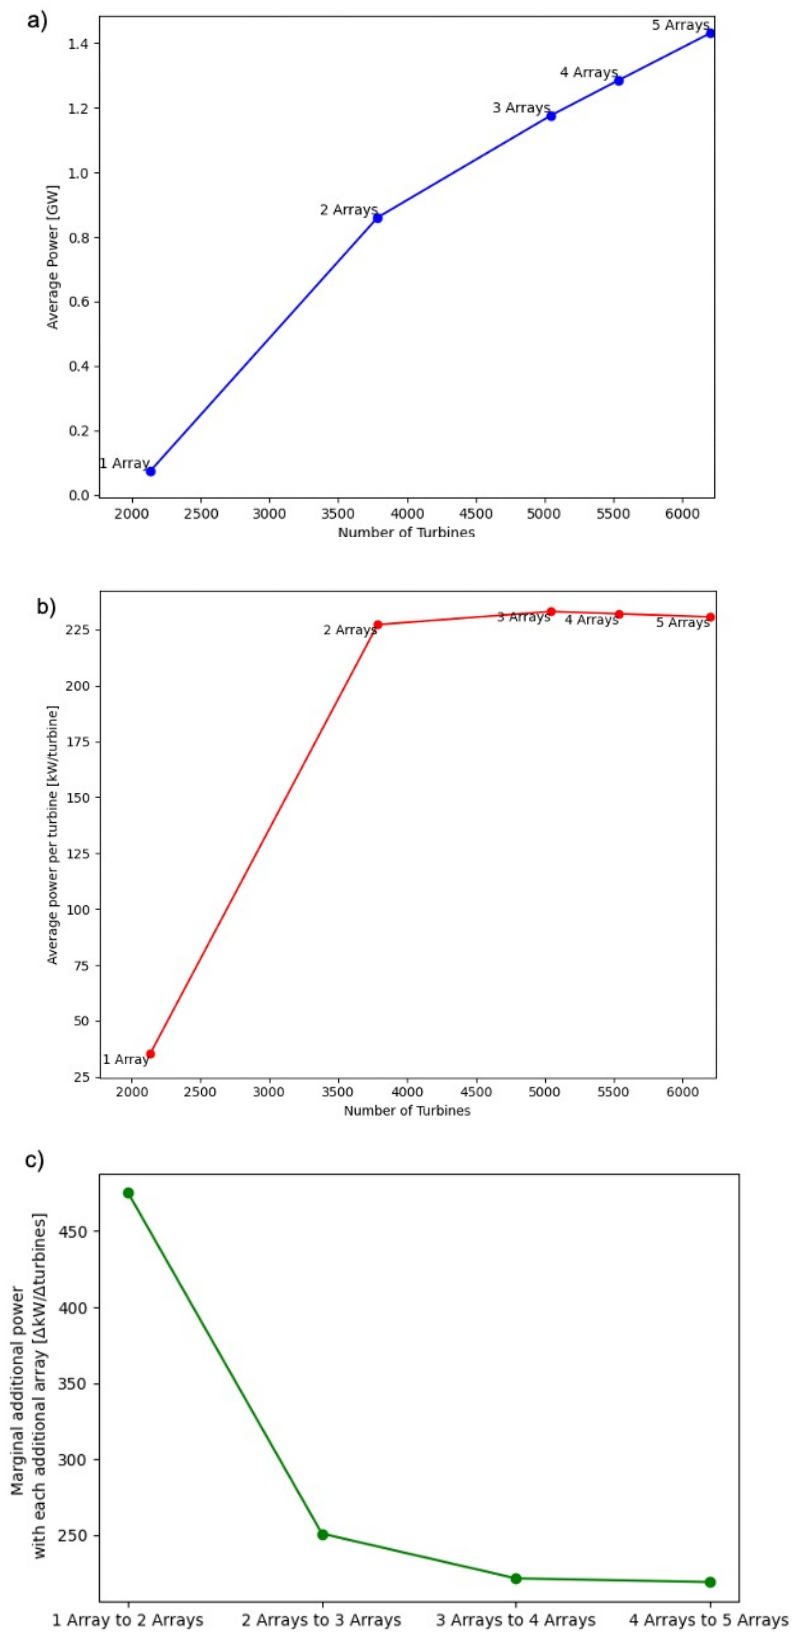 a)
1.4
1.2
1.0
0.8
0.6
0.4
0.2
0.0
Average Power [GW]
5 Arrays
4 Arrays
3 Arrays
2 Arrays
1 Array
2000 2500 3000 3500 4000 4500 5000 5500 6000
Number of Turbines
b)
225
200
175
150
125
100
75
50
25
Average power per turbine [kW/turbine]
2 Arrays
3 Arrays
4 Arrays
5 Arrays
1 Array
2000 2500 3000 3500 4000 4500 5000 5500 6000
Number of Turbines
c)
450
400
350
300
250
Marginal additional power
with each additional array [ΔkW/Δturbines]
1 Array to 2 Arrays 2 Arrays to 3 Arrays 3 Arrays to 4 Arrays 4 Arrays to 5 Arrays